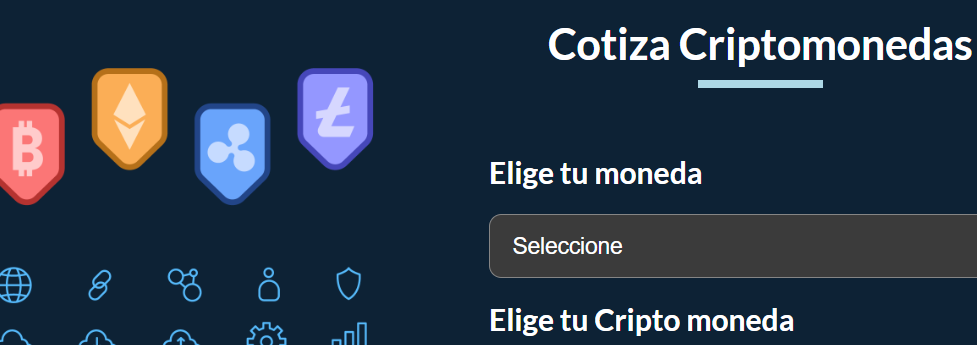 Cotiza Criptomonedas
Elige tu moneda
Seleccione
Elige tu Cripto moneda